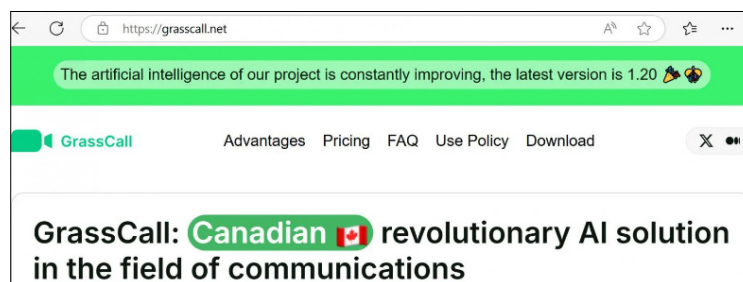 https://grasscall.net
The artificial intelligence of our project is constantly improving, the latest version is 1.20
GrassCall
Advantages Pricing FAQ Use Policy Download
GrassCall: Canadian revolutionary AI solution
in the field of communications